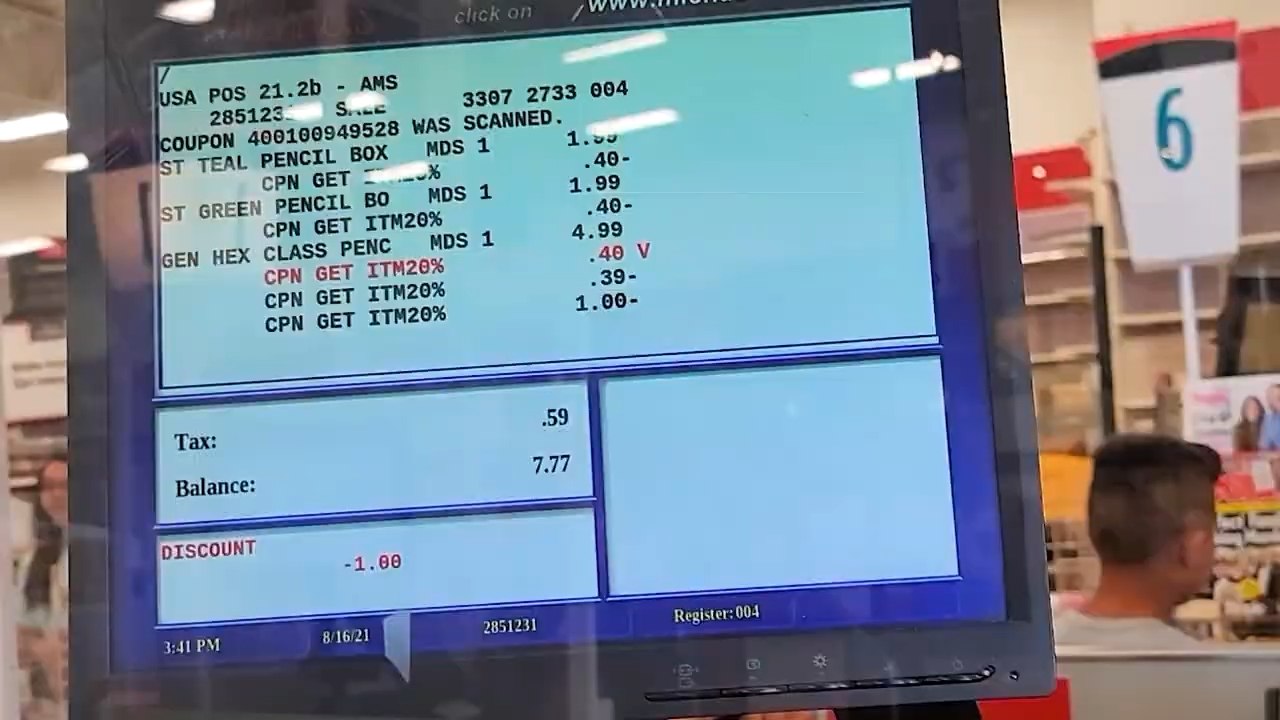 click on
/
USA POS 21.2b - AMS
SALE 3307 2733 004
COUPON 400100949528 WAS SCANNED.
ST TEAL PENCIL BOX MDS 1 1.99
CPN GET ITM20% .40-
ST GREEN PENCIL BO MDS 1 1.99
CPN GET ITM20% .40-
GEN HEX CLASS PENC MDS 1 4.99
CPN GET ITM20% .40 V
CPN GET ITM20% .39-
CPN GET ITM20% 1.00-
Tax: .59
Balance: 7.77
DISCOUNT
-1.00
3:41 PM 8/16/21 2851231 Register: 004
6